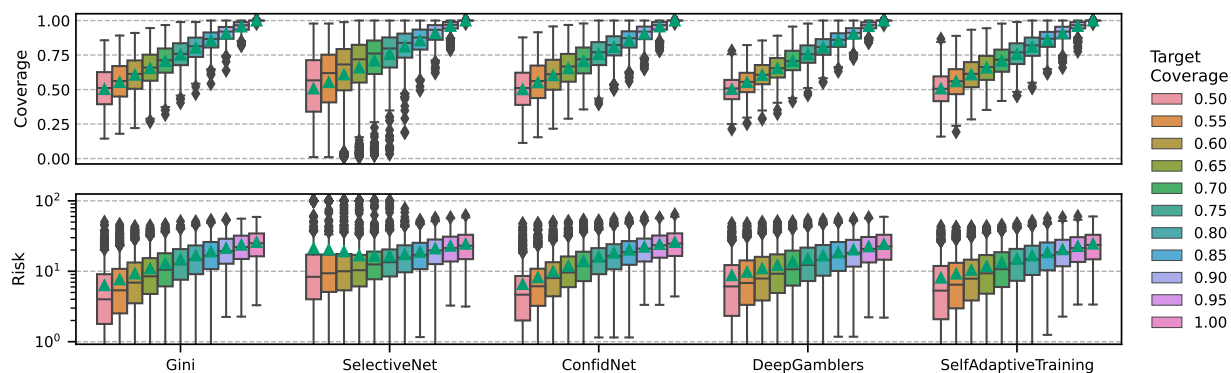 1.00
0.75
0.50
0.25
0.00
Coverage
10²
10¹
10⁰
Risk
Gini
SelectiveNet
ConfidNet
DeepGamblers
SelfAdaptiveTraining
Target
Coverage
0.50
0.55
0.60
0.65
0.70
0.75
0.80
0.85
0.90
0.95
1.00